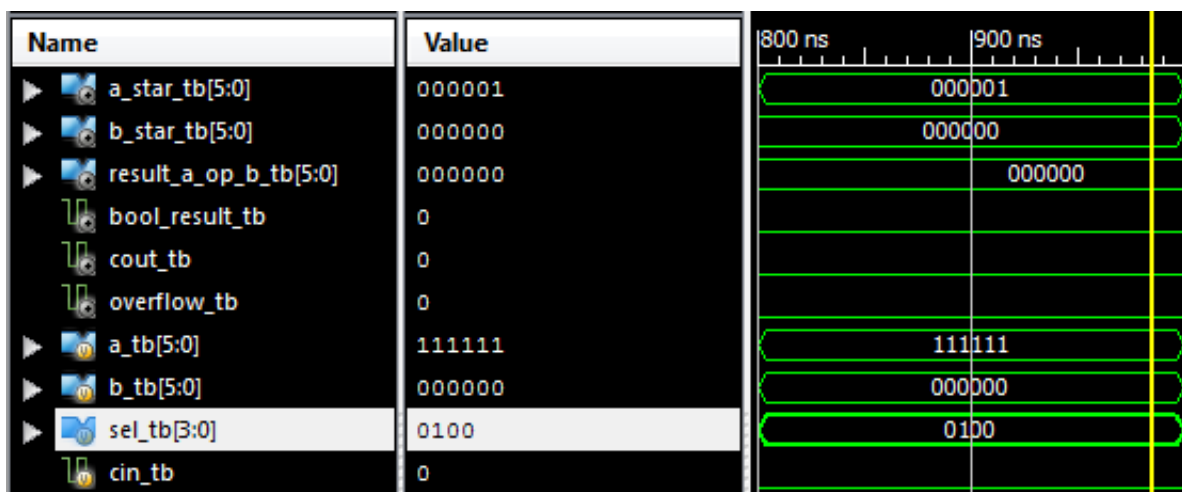 Name Value 800 ns 900 ns
a_star_tb[5:0] 000001 000001
b_star_tb[5:0] 000000 000000
result_a_op_b_tb[5:0] 000000 000000
bool_result_tb 0
cout_tb 0
overflow_tb 0
a_tb[5:0] 111111 111111
b_tb[5:0] 000000 000000
sel_tb[3:0] 0100 0100
cin_tb 0